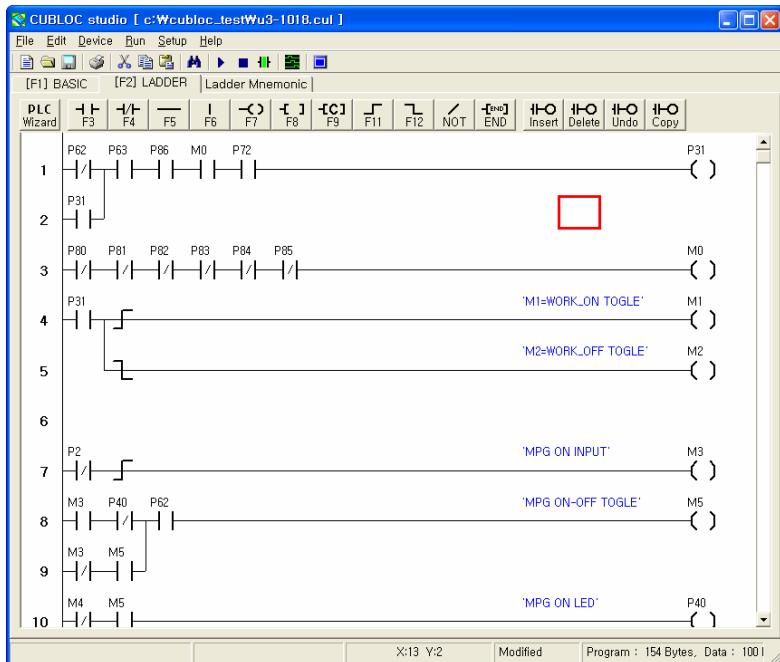 CUBLOC studio [ c:₩cubloc_test₩u3-1018.cul ]
File Edit Device Run Setup Help
[F1] BASIC [F2] LADDER Ladder Mnemonic
PLC Wizard F3 F4 F5 F6 F7 F8 [C] F9 F11 F12 NOT [END] END Insert Delete Undo Copy
P62 P63 P86 M0 P72 P31
1
P31
2
P80 P81 P82 P83 P84 P85 M0
3
P31 'M1=WORK_ON TOGLE' M1
4
'M2=WORK_OFF TOGLE' M2
5
6
P2 'MPG ON INPUT' M3
7
M3 P40 P62 'MPG ON-OFF TOGLE' M5
8
M3 M5
9
M4 M5 'MPG ON LED' P40
10
X:13 Y:2 Modified Program : 154 Bytes, Data : 100